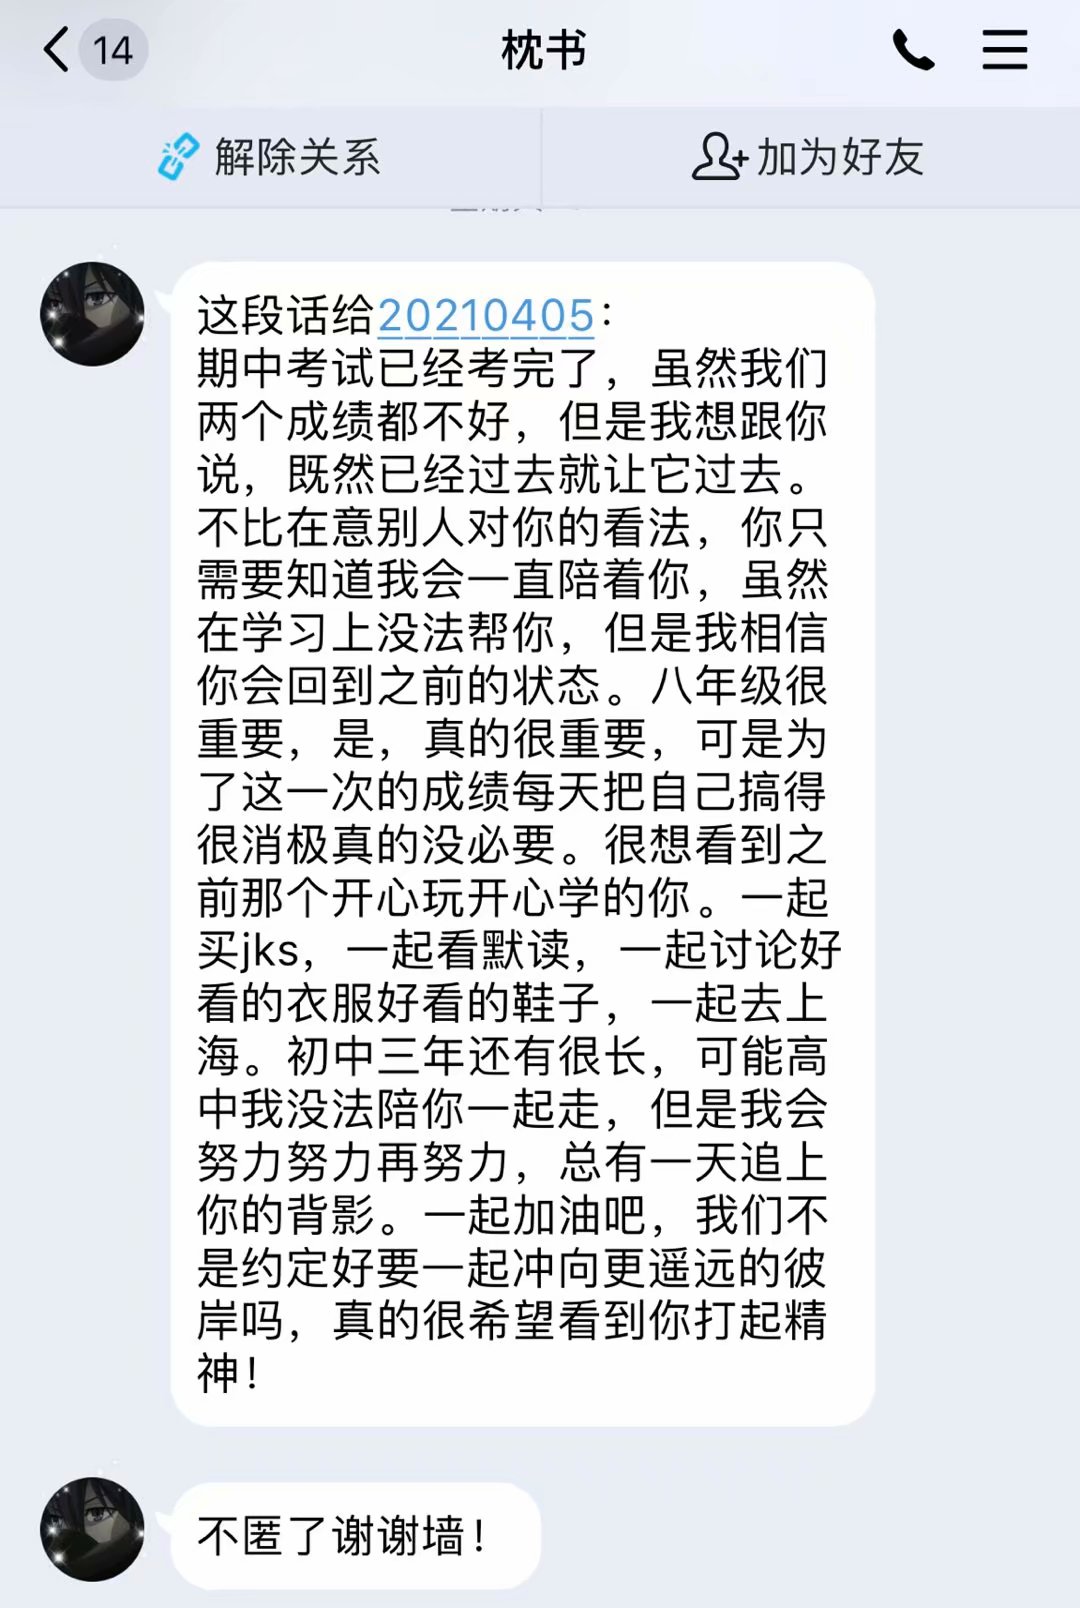 14
枕书
解除关系
加为好友
这段话给20210405：
期中考试已经考完了，虽然我们
两个成绩都不好，但是我想跟你
说，既然已经过去就让它过去。
不比在意别人对你的看法，你只
需要知道我会一直陪着你，虽然
在学习上没法帮你，但是我相信
你会回到之前的状态。八年级很
重要，是，真的很重要，可是为
了这一次的成绩每天把自己搞得
很消极真的没必要。很想看到之
前那个开心玩开心学的你。一起
买jks，一起看默读，一起讨论好
看的衣服好看的鞋子，一起去上
海。初中三年还有很长，可能高
中我没法陪你一起走，但是我会
努力努力再努力，总有一天追上
你的背影。一起加油吧，我们不
是约定好要一起冲向更遥远的彼
岸吗，真的很希望看到你打起精
神！
不匿了谢谢墙！